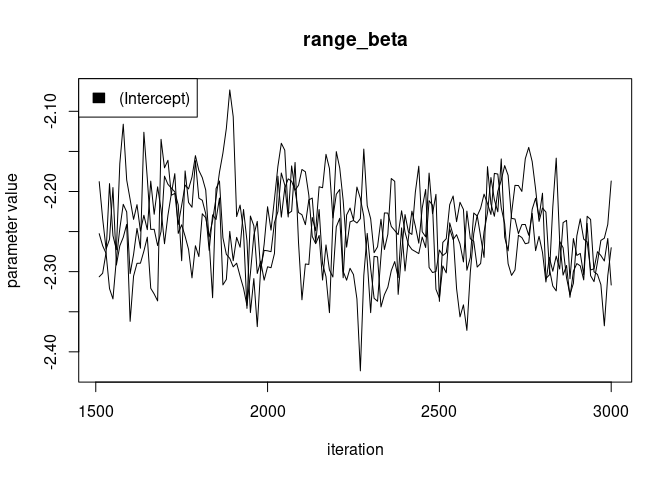 range_beta
(Intercept)
parameter value
-2.10
-2.20
-2.30
-2.40
1500 2000 2500 3000
iteration